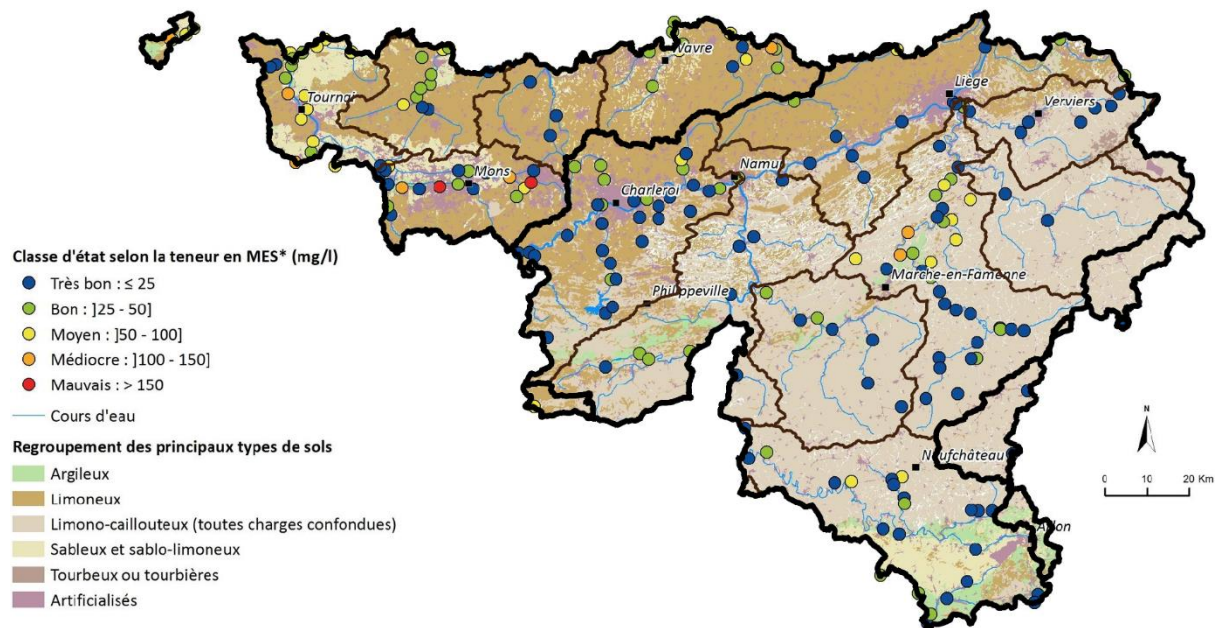 Wavre
Tournai
Liège
Verviers
Namur
Mons
Charleroi
Classe d'état selon la teneur en MES* (mg/l)
Très bon : ≤ 25
Bon : ]25 - 50]
Moyen : ]50 - 100]
Médiocre : ]100 - 150]
Mauvais : > 150
Cours d'eau
Marche-en-Famenne
Philippeville
Regroupement des principaux types de sols
Argileux
Limoneux
Limono-caillouteux (toutes charges confondues)
Sableux et sablo-limoneux
Tourbeux ou tourbières
Artificialisés
Neufchâteau
Arlon
N
0 10 20 Km